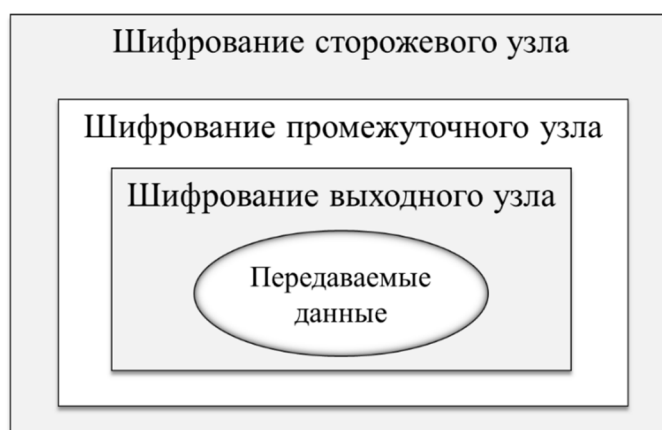 Шифрование сторожевого узла
Шифрование промежуточного узла
Шифрование выходного узла
Передаваемые
данные